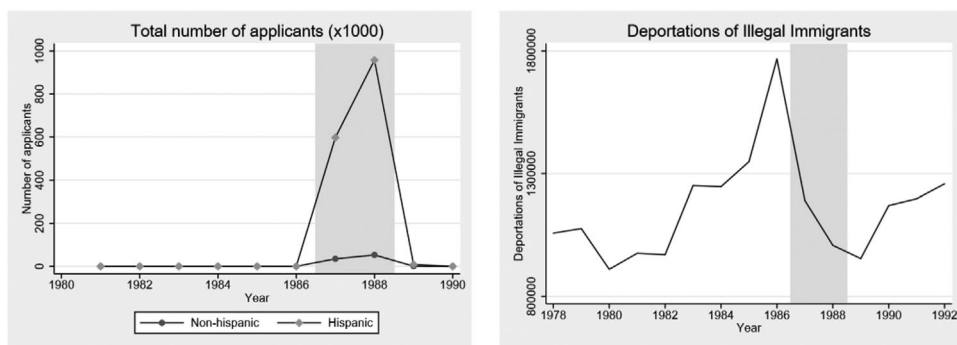 Total number of applicants (x1000)
Number of applicants
1000
800
600
400
200
0
1980 1982 1984 1986 1988 1990
Year
Non-hispanic Hispanic
Deportations of Illegal Immigrants
Deportations of Illegal Immigrants
1800000
1300000
800000
1978 1980 1982 1984 1986 1988 1990 1992
Year